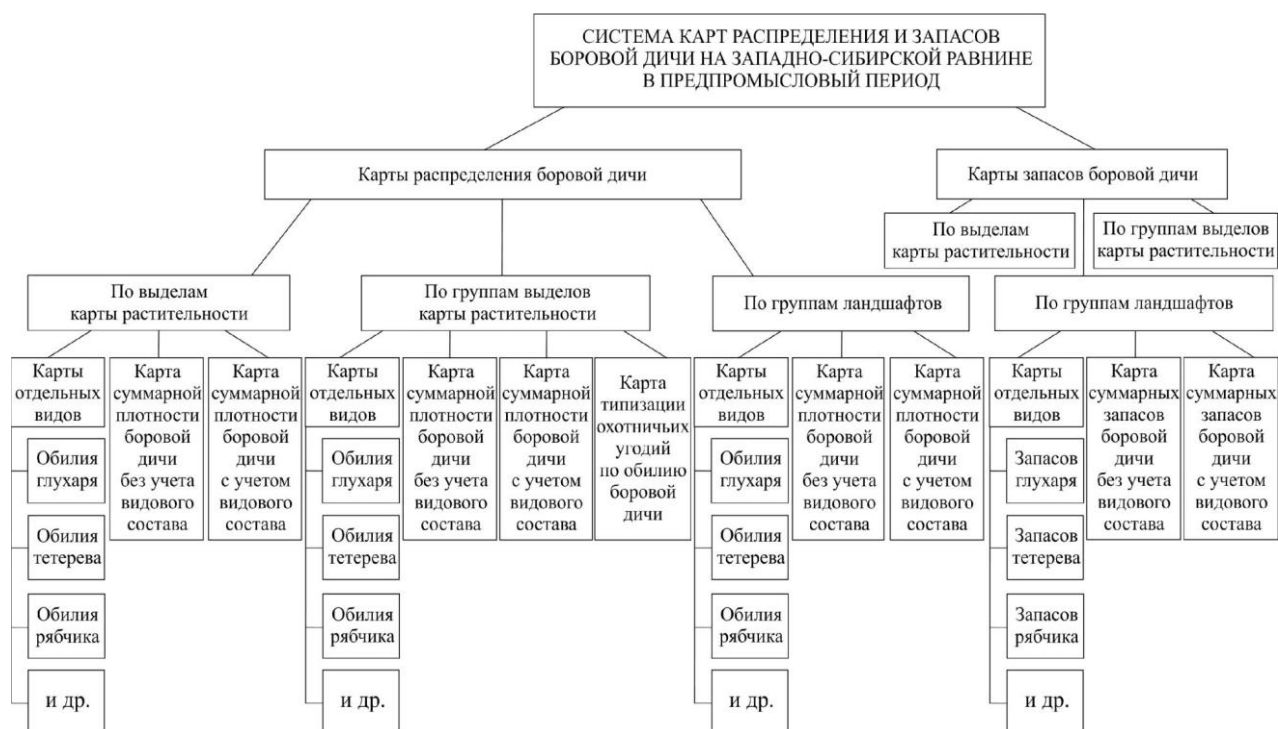 СИСТЕМА КАРТ РАСПРЕДЕЛЕНИЯ И ЗАПАСОВ
БОРОВОЙ ДИЧИ НА ЗАПАДНО-СИБИРСКОЙ РАВНИНЕ
В ПРЕДПРОМЫСЛОВЫЙ ПЕРИОД
Карты распределения боровой дичи
Карты запасов боровой дичи
По выделам
карты растительности
По группам выделов
карты растительности
По выделам
карты растительности
По группам выделов
карты растительности
По группам ландшафтов
По группам ландшафтов
Карты
отдельных
видов
Обилия
глухаря
Обилия
тетерева
Обилия
рябчика
и др.
Карта
суммарной
плотности
боровой
дичи
без учета
видового
состава
Карта
суммарной
плотности
боровой
дичи
с учетом
видового
состава
Карты
отдельных
видов
Обилия
глухаря
Обилия
тетерева
Обилия
рябчика
и др.
Карта
суммарной
плотности
боровой
дичи
без учета
видового
состава
Карта
суммарной
плотности
боровой
дичи
с учетом
видового
состава
Карта
типизации
охотничьих
угодий
по обилию
боровой
дичи
Карты
отдельных
видов
Обилия
глухаря
Обилия
тетерева
Обилия
рябчика
и др.
Карта
суммарной
плотности
боровой
дичи
без учета
видового
состава
Карта
суммарной
плотности
боровой
дичи
с учетом
видового
состава
Карты
отдельных
видов
Запасов
глухаря
Запасов
тетерева
Запасов
рябчика
и др.
Карта
суммарных
запасов
боровой
дичи
без учета
видового
состава
Карта
суммарных
запасов
боровой
дичи
с учетом
видового
состава